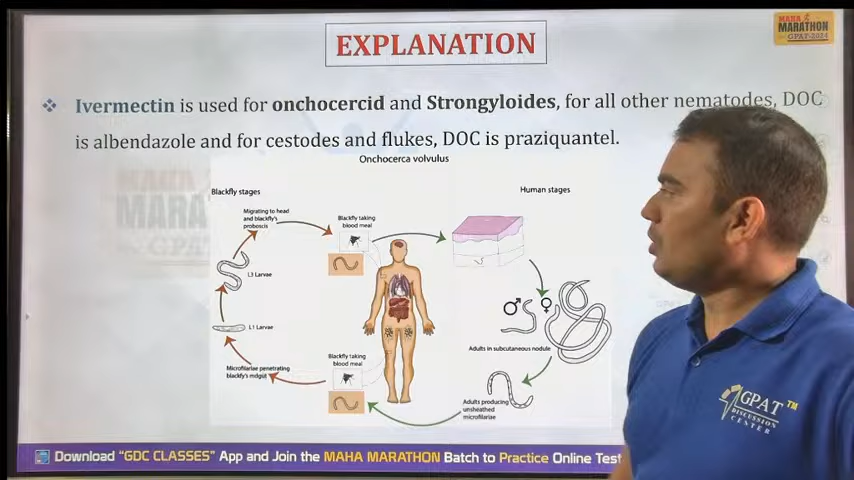 EXPLANATION
MAHA
MARATHON
GPAT-2024
❖ Ivermectin is used for onchocercid and Strongyloides, for all other nematodes, DOC
is albendazole and for cestodes and flukes, DOC is praziquantel.
Onchocerca volvulus
Blackfly stages
Human stages
Migrating to head
and blackfly's
proboscis
Blackfly taking
blood meal
L3 Larvae
L1 Larvae
Adults in subcutaneous nodule
Blackfly taking
blood meal
Microfilariae penetrating
blackfly's midgut
Adults producing
unsheathed
microfilariae
GPAT TM
DISCUSSION
CENTER
Download "GDC CLASSES" App and Join the MAHA MARATHON Batch to Practice Online Test